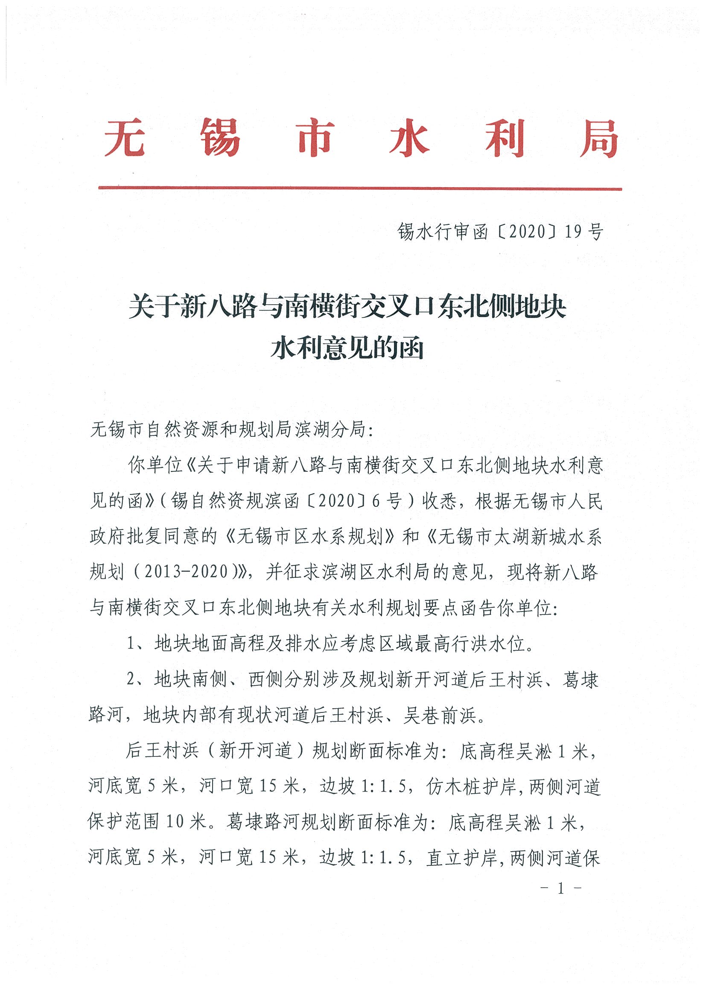 无锡市水利局
锡水行审函〔2020〕19号
关于新八路与南横街交叉口东北侧地块
水利意见的函
无锡市自然资源和规划局滨湖分局：
你单位《关于申请新八路与南横街交叉口东北侧地块水利意
见的函》（锡自然资规滨函〔2020〕6号）收悉，根据无锡市人民
政府批复同意的《无锡市区水系规划》和《无锡市太湖新城水系
规划（2013-2020）》，并征求滨湖区水利局的意见，现将新八路
与南横街交叉口东北侧地块有关水利规划要点函告你单位：
1、地块地面高程及排水应考虑区域最高行洪水位。
2、地块南侧、西侧分别涉及规划新开河道后王村浜、葛埭
路河，地块内部有现状河道后王村浜、吴巷前浜。
后王村浜（新开河道）规划断面标准为：底高程吴淞1米，
河底宽5米，河口宽15米，边坡1:1.5，仿木桩护岸,两侧河道
保护范围10米。葛埭路河规划断面标准为：底高程吴淞1米，
河底宽5米，河口宽15米，边坡1:1.5，直立护岸,两侧河道保
- 1 -